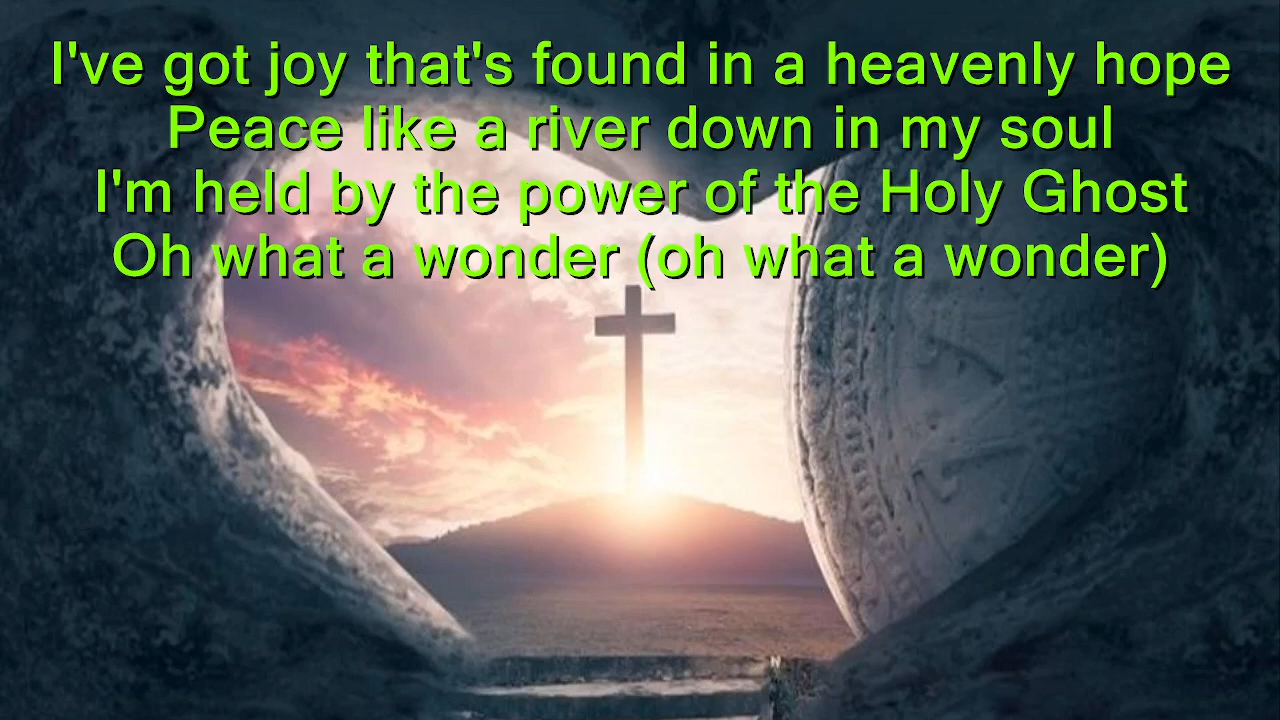 I've got joy that's found in a heavenly hope
Peace like a river down in my soul
I'm held by the power of the Holy Ghost
Oh what a wonder (oh what a wonder)